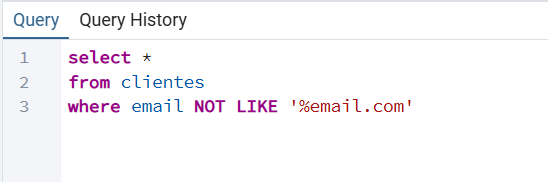 Query Query History
1 select *
2 from clientes
3 where email NOT LIKE '%email.com'